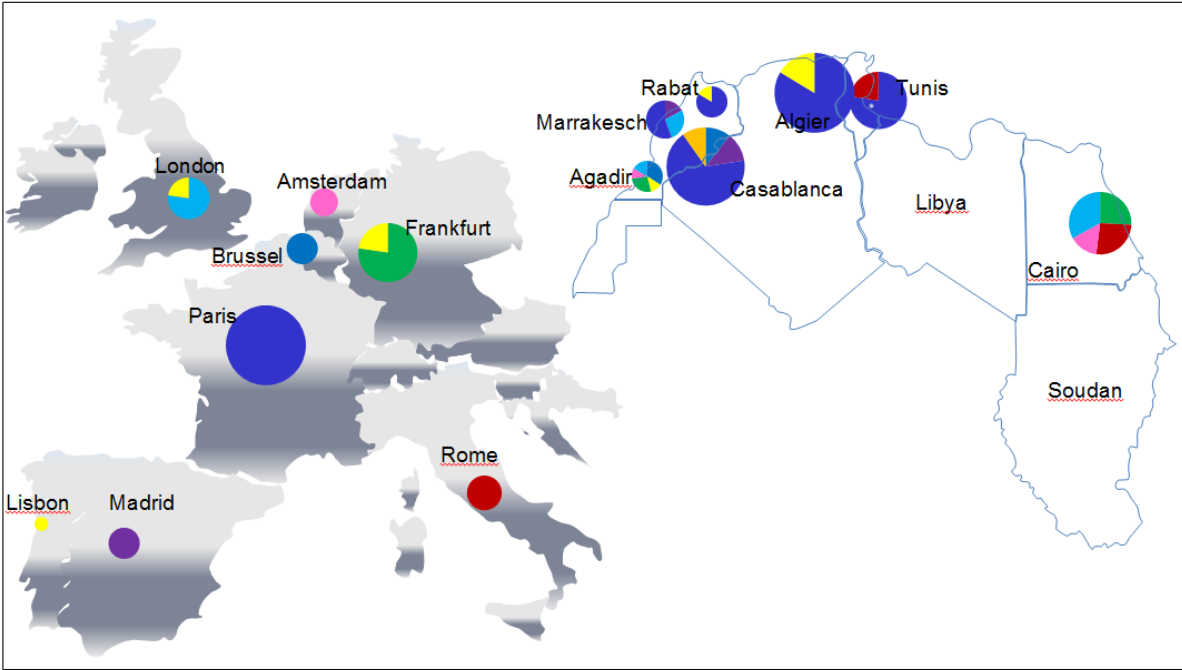 London
Amsterdam
Frankfurt
Brussel
Paris
Rome
Lisbon
Madrid
Rabat
Marrakesch
Algier
Tunis
Agadir
Casablanca
Libya
Cairo
Soudan